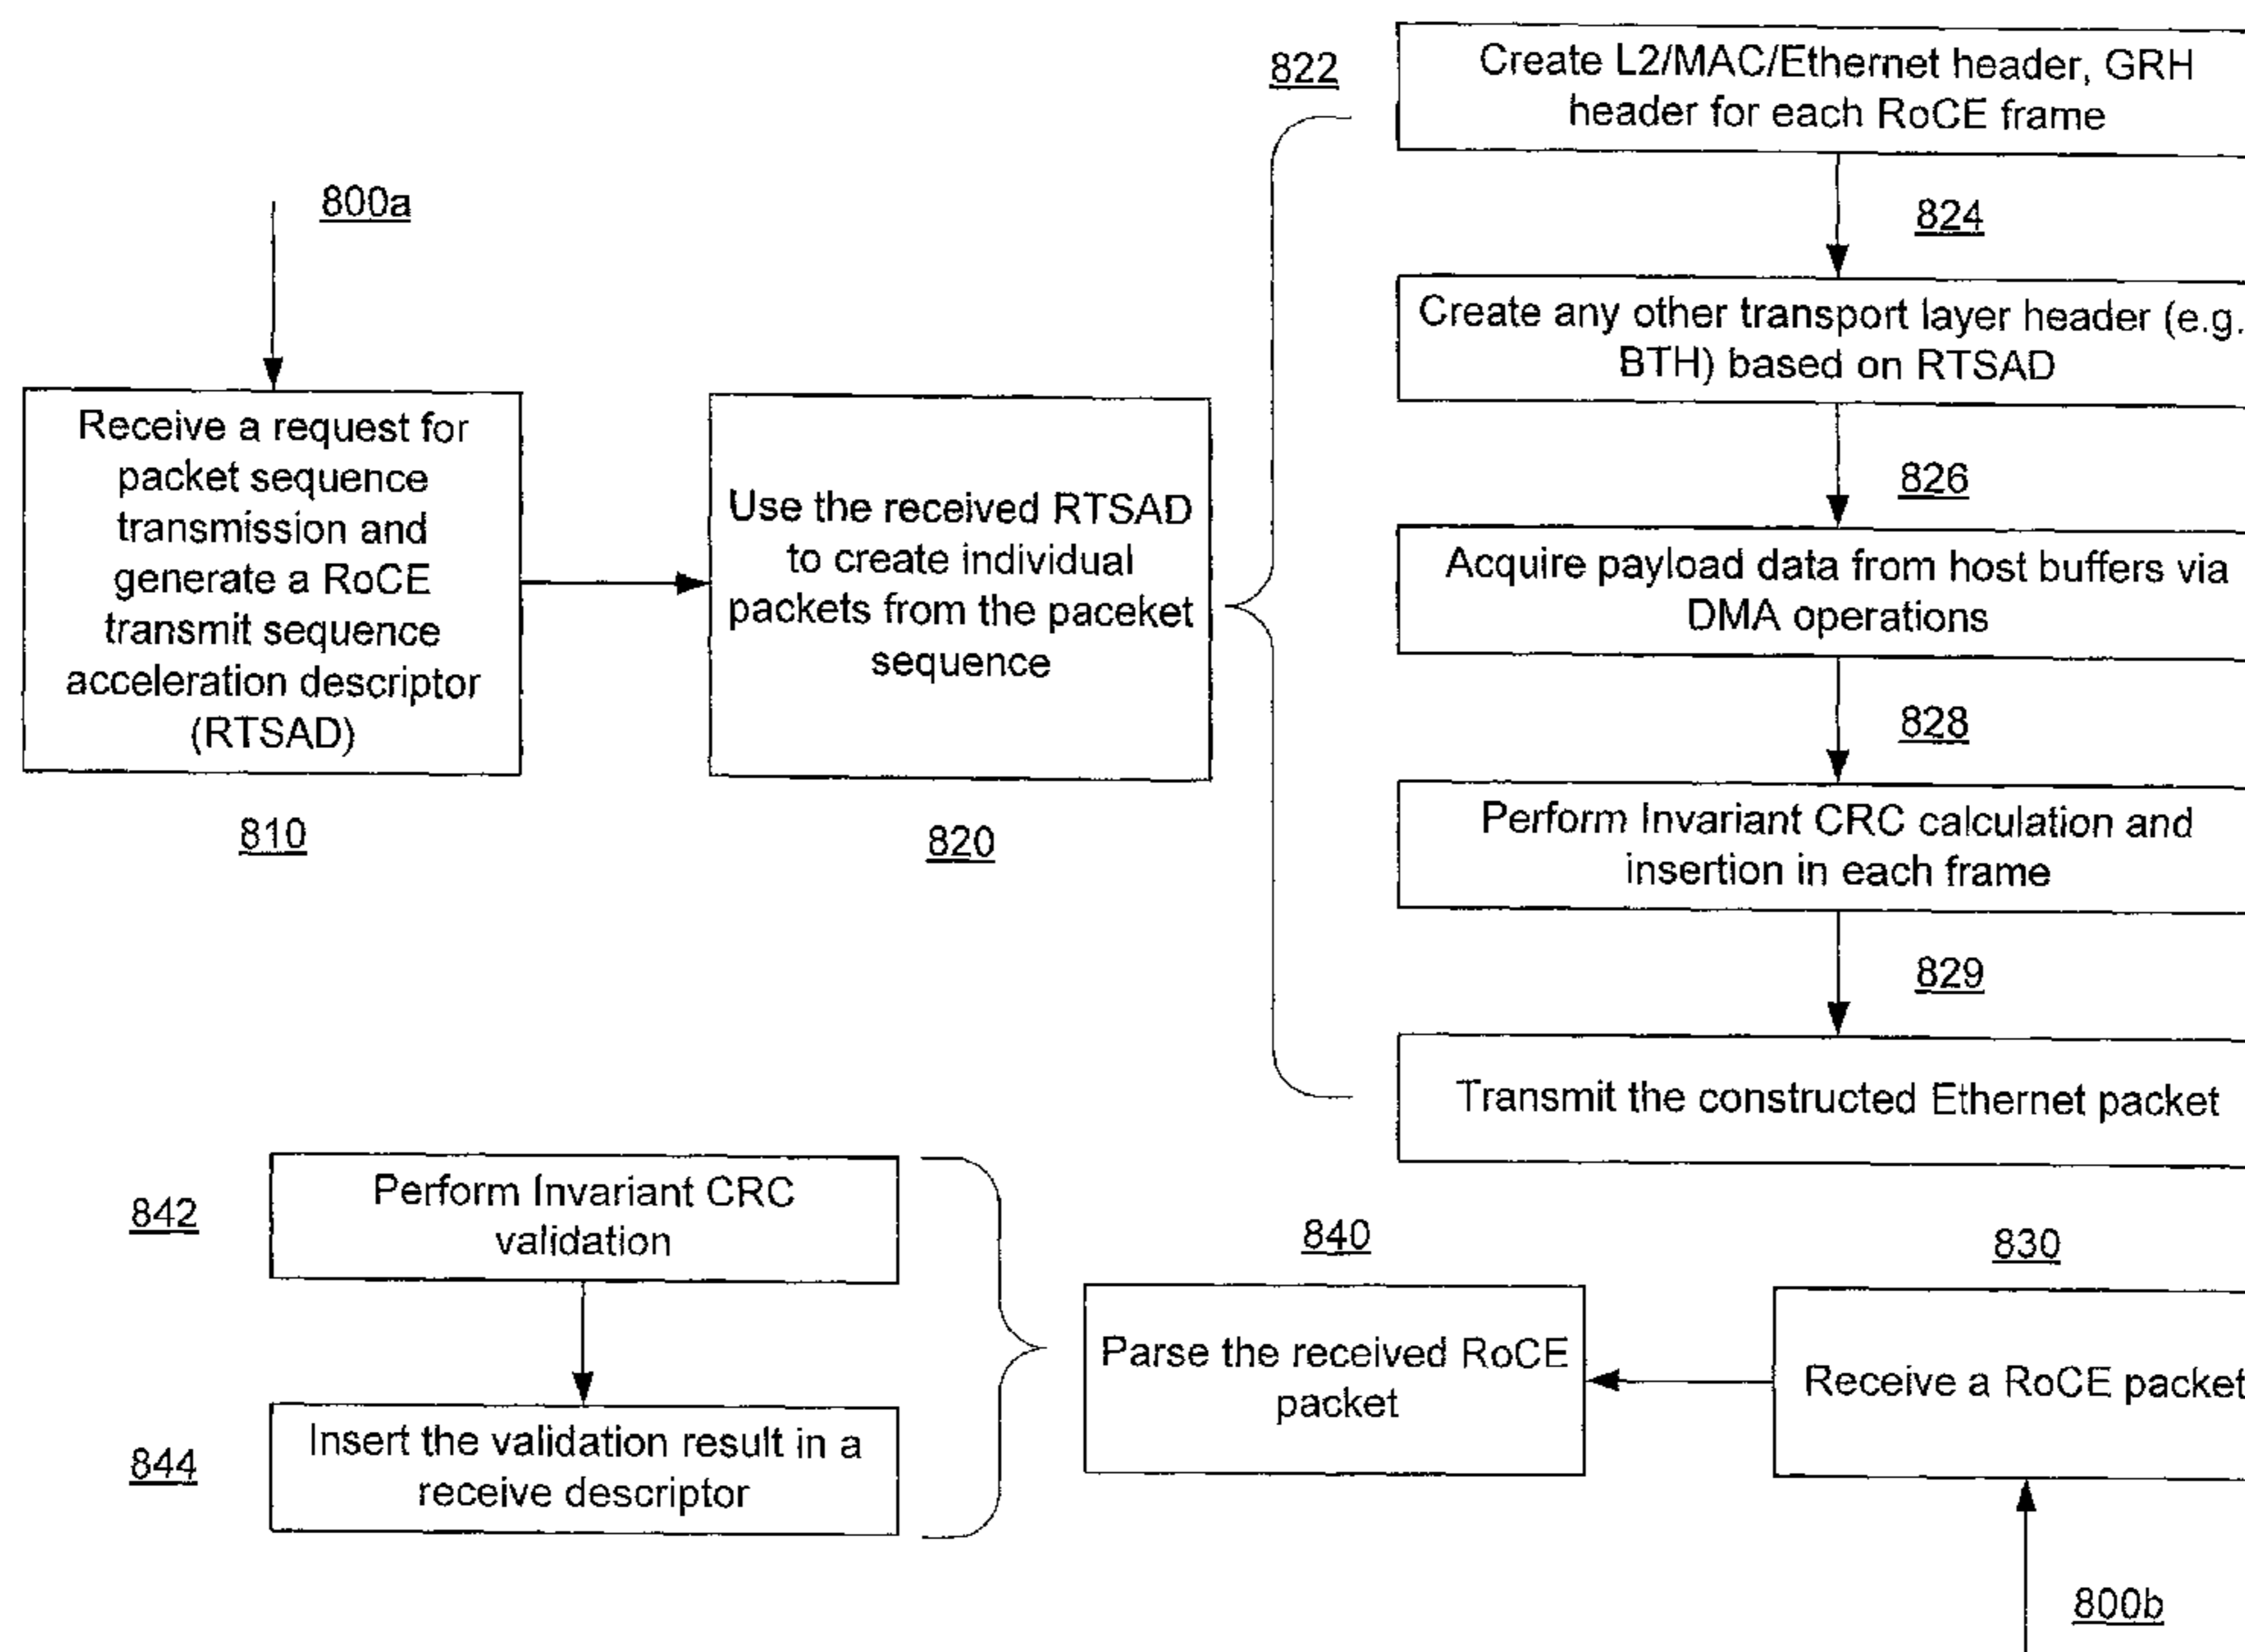 800a
Receive a request for
packet sequence
transmission and
generate a RoCE
transmit sequence
acceleration descriptor
(RTSAD)
810
Use the received RTSAD
to create individual
packets from the paceket
sequence
820
822
Create L2/MAC/Ethernet header, GRH
header for each RoCE frame
824
Create any other transport layer header (e.g.
BTH) based on RTSAD
826
Acquire payload data from host buffers via
DMA operations
828
Perform Invariant CRC calculation and
insertion in each frame
829
Transmit the constructed Ethernet packet
830
Receive a RoCE packet
800b
840
Parse the received RoCE
packet
842
Perform Invariant CRC
validation
844
Insert the validation result in a
receive descriptor